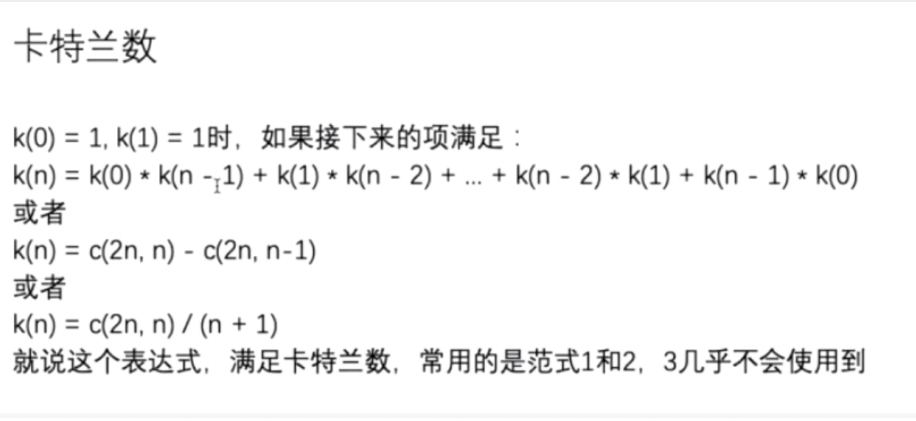 卡特兰数
k(0) = 1, k(1) = 1时，如果接下来的项满足：
k(n) = k(0) * k(n - 1) + k(1) * k(n - 2) + ... + k(n - 2) * k(1) + k(n - 1) * k(0)
或者
k(n) = c(2n, n) - c(2n, n-1)
或者
k(n) = c(2n, n) / (n + 1)
就说这个表达式，满足卡特兰数，常用的是范式1和2，3几乎不会使用到